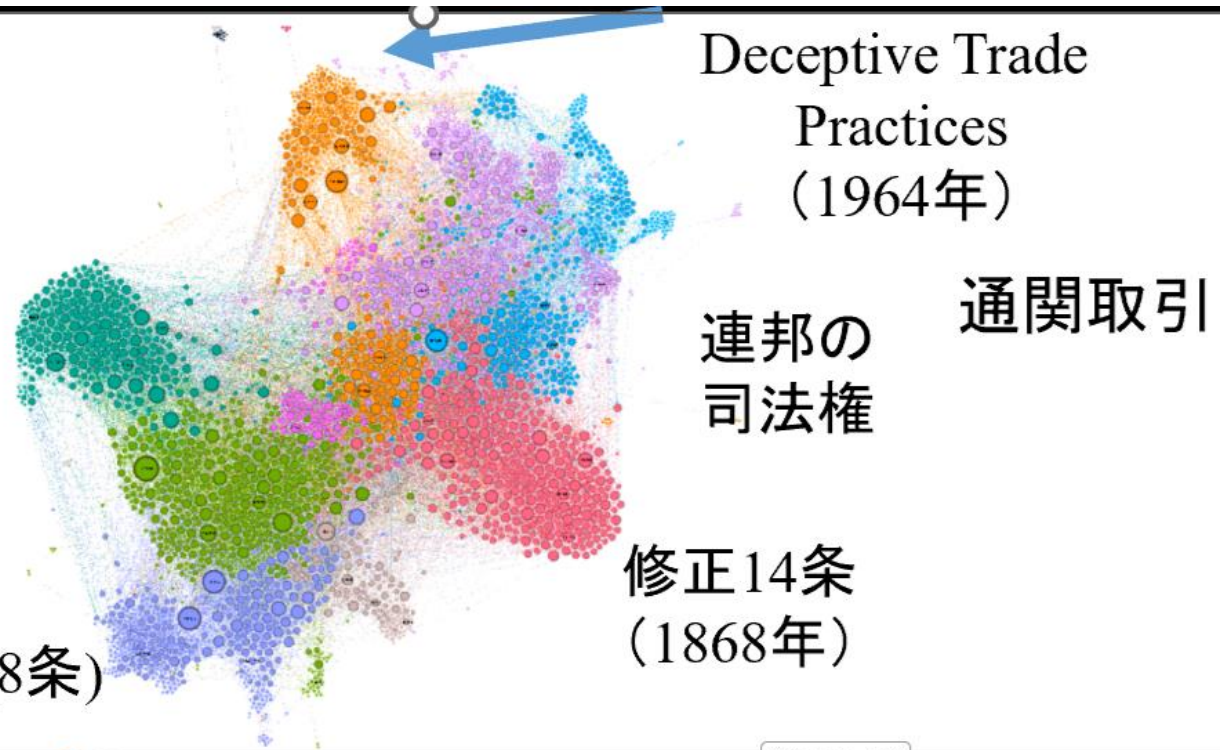 Deceptive Trade
Practices
（1964年）
通関取引
連邦の
司法権
修正14条
（1868年）
8条)